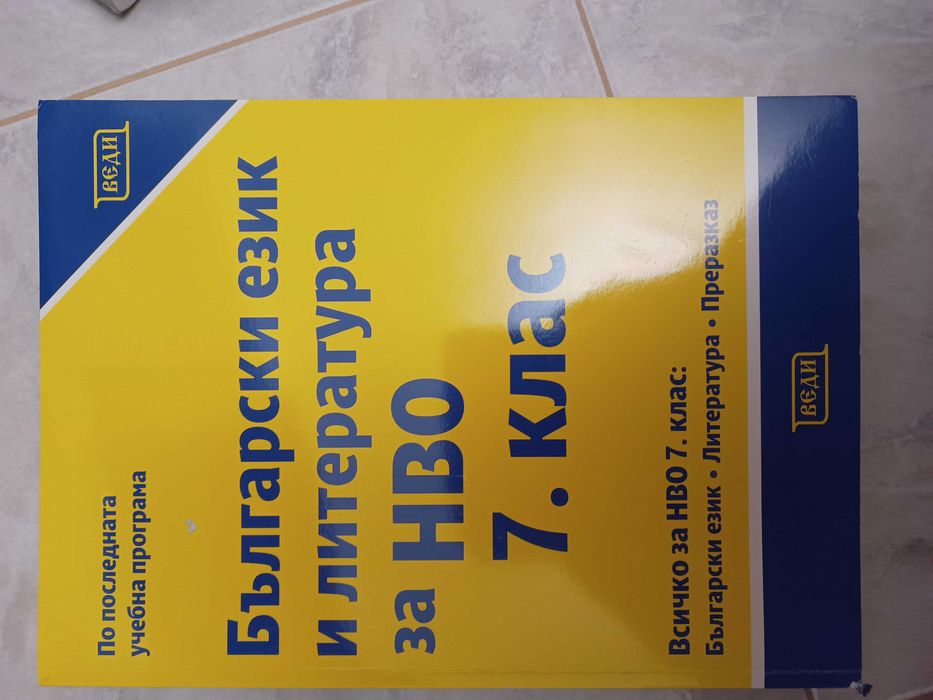 ВЕДИ
По последната
учебна програма
Български език
и литература
за НВО
7. клас
Всичко за НВО 7. клас:
Български език • Литература • Преразказ
ВЕДИ